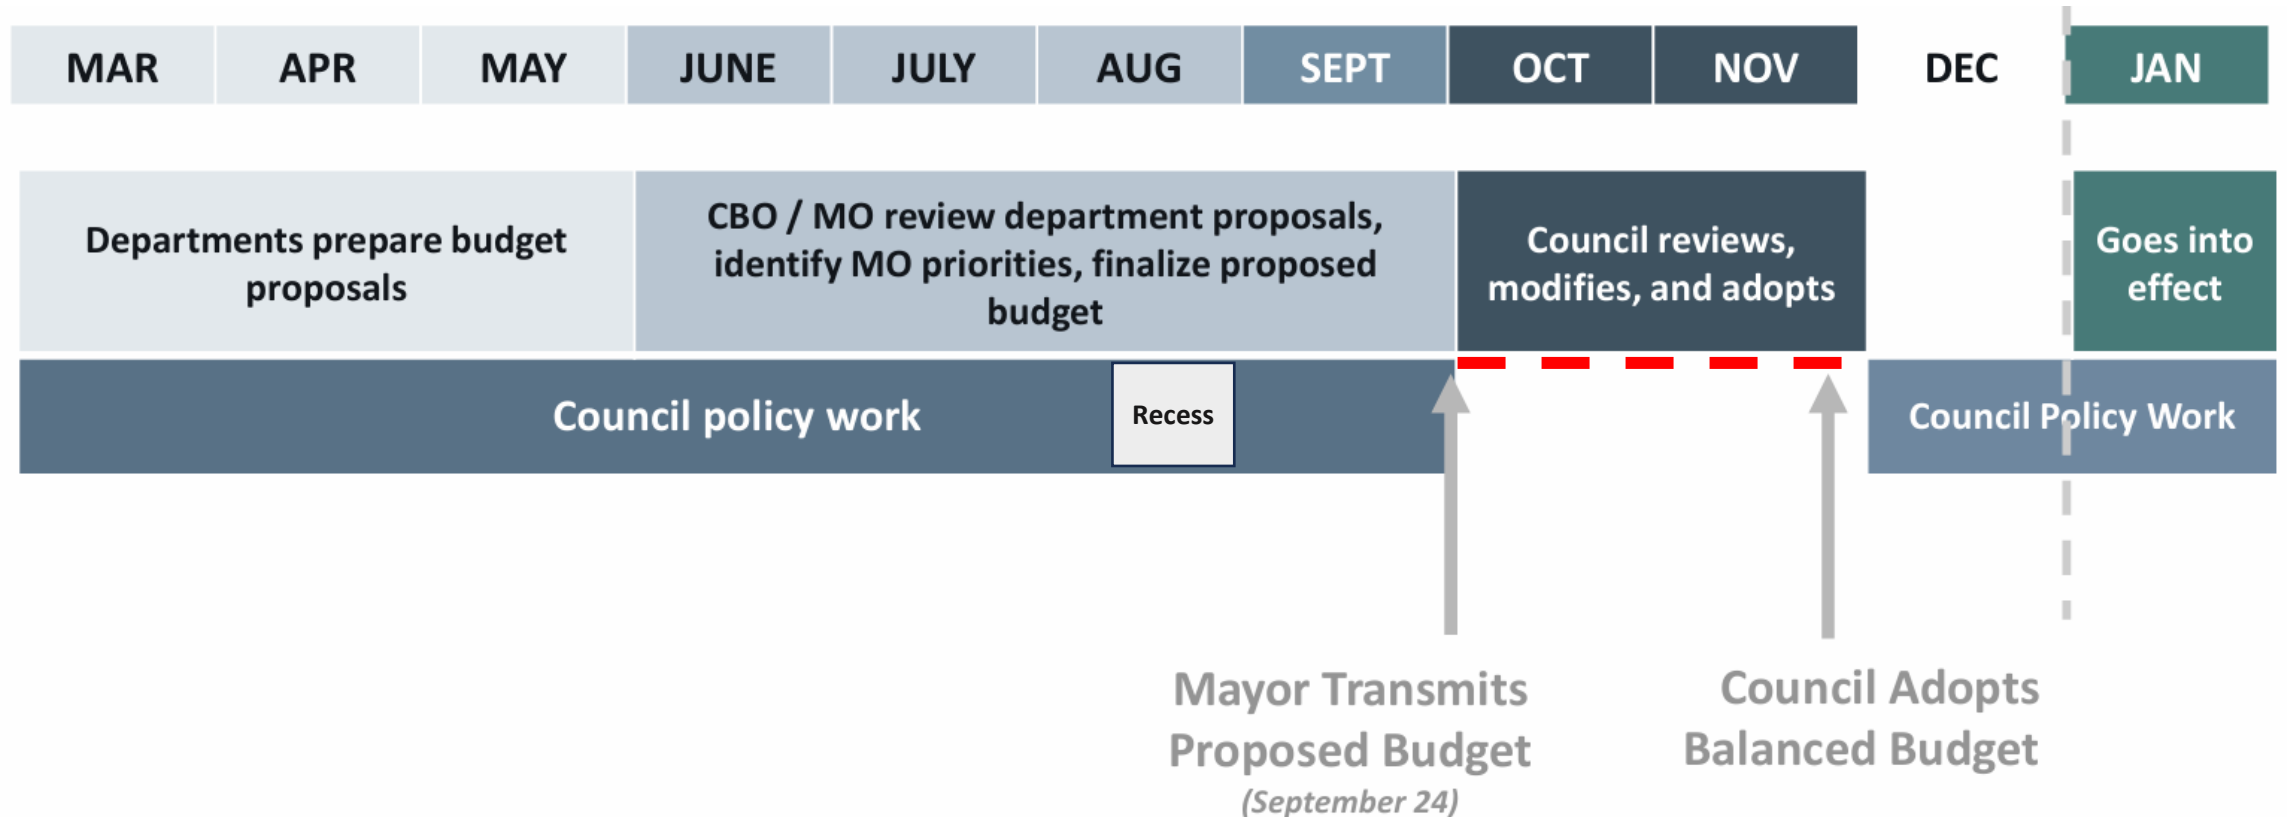 MAR APR MAY JUNE JULY AUG SEPT OCT NOV DEC JAN
Departments prepare budget
proposals
CBO / MO review department proposals,
identify MO priorities, finalize proposed
budget
Council reviews,
modifies, and adopts
Goes into
effect
Council policy work
Recess
Council Policy Work
Mayor Transmits
Proposed Budget
(September 24)
Council Adopts
Balanced Budget